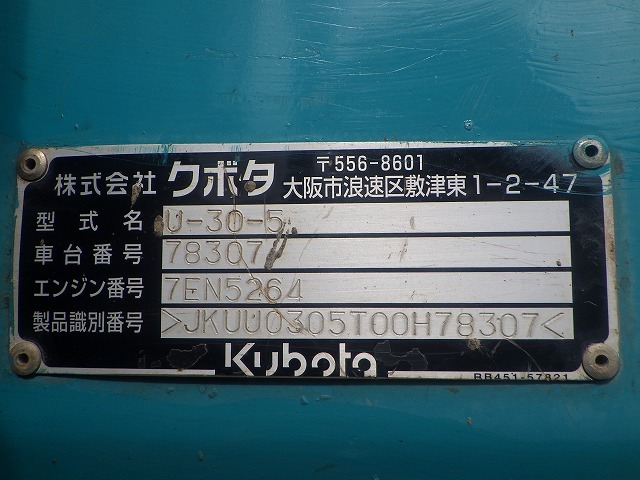 〒556-8601
株式会社 クボタ 大阪市浪速区敷津東1-2-47
型式名 U-30-5
車台番号 78307
エンジン番号 7EN5264
製品識別番号 >JKUU0305T00H78307<
Kubota
RB451-57821